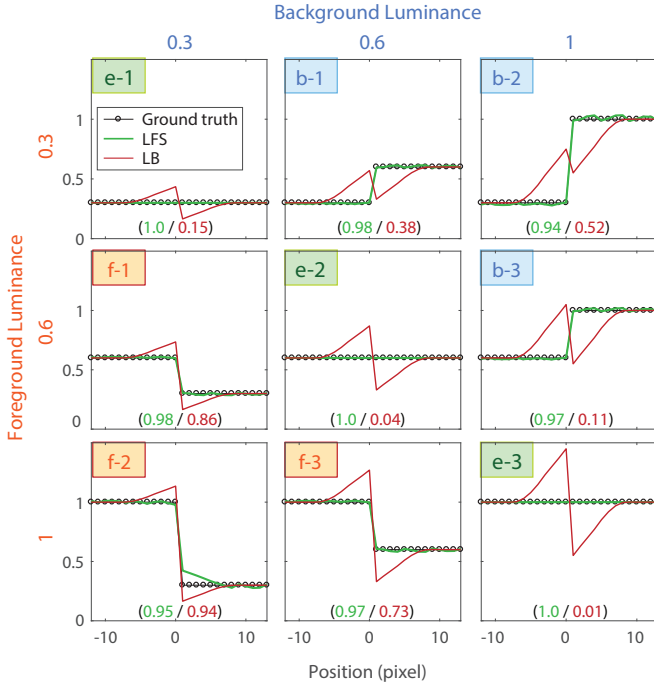 Background Luminance
0.3 0.6 1
e-1 b-1 b-2
Ground truth
LFS
LB
1
0.5
0
0.3
(1.0 / 0.15) (0.98 / 0.38) (0.94 / 0.52)
f-1 e-2 b-3
1
0.5
0
Foreground Luminance
0.6
(0.98 / 0.86) (1.0 / 0.04) (0.97 / 0.11)
f-2 f-3 e-3
1
0.5
0
1
(0.95 / 0.94) (0.97 / 0.73) (1.0 / 0.01)
-10 0 10 -10 0 10 -10 0 10
Position (pixel)